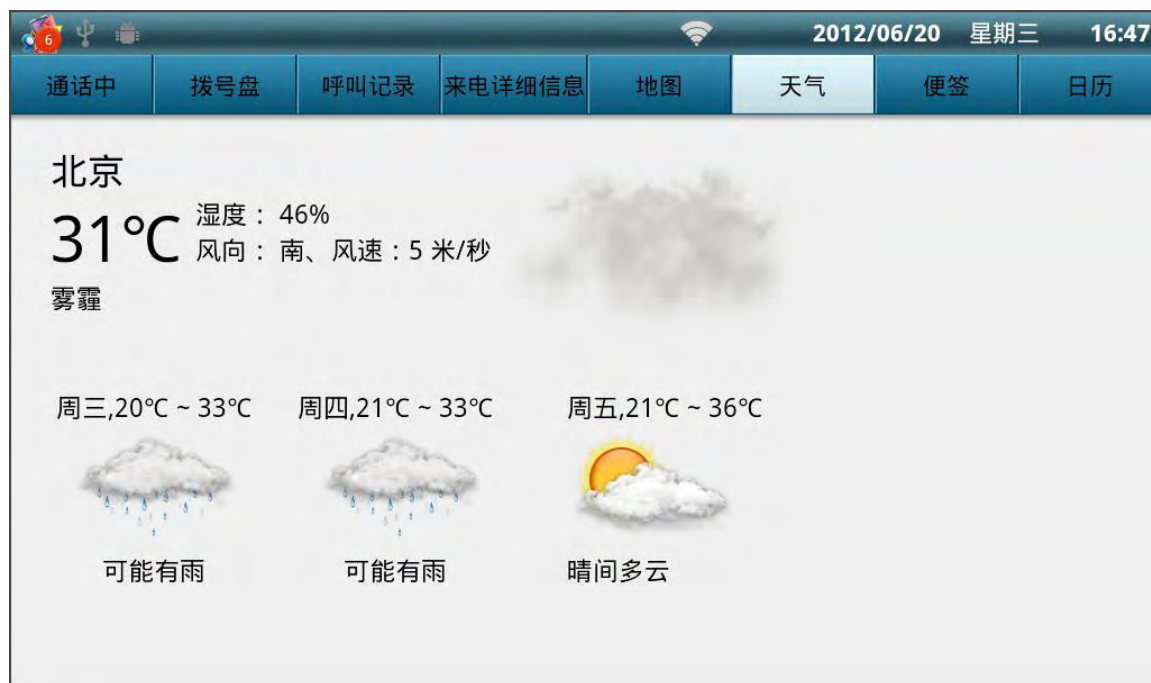 6 2012/06/20 星期三 16:47
通话中 拨号盘 呼叫记录 来电详细信息 地图 天气 便签 日历
北京
31℃
湿度： 46%
风向： 南、风速：5 米/秒
雾霾
周三,20℃ ~ 33℃ 周四,21℃ ~ 33℃ 周五,21℃ ~ 36℃
可能有雨 可能有雨 晴间多云